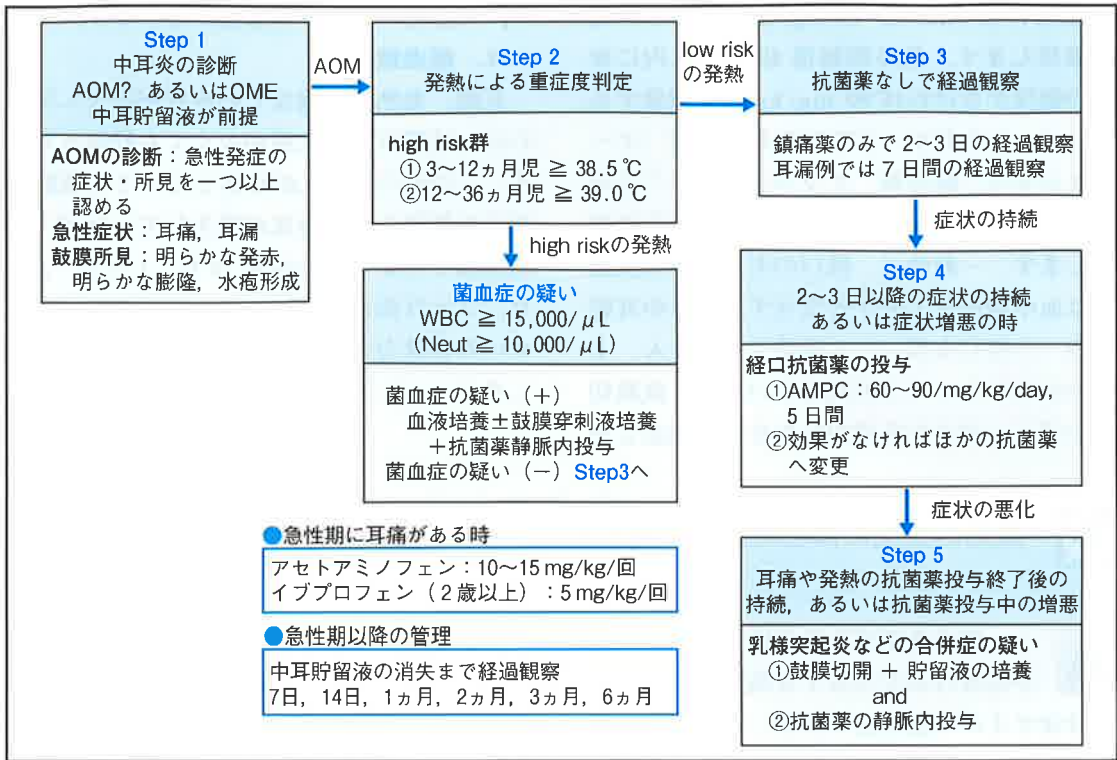 Step 1
中耳炎の診断
AOM? あるいはOME
中耳貯留液が前提
AOMの診断：急性発症の
症状・所見を一つ以上
認める
急性症状：耳痛，耳漏
鼓膜所見：明らかな発赤，
明らかな膨隆，水疱形成
AOM
Step 2
発熱による重症度判定
high risk群
① 3〜12ヵ月児 ≧ 38.5℃
②12〜36ヵ月児 ≧ 39.0℃
low risk
の発熱
Step 3
抗菌薬なしで経過観察
鎮痛薬のみで 2〜3 日の経過観察
耳漏例では 7 日間の経過観察
high riskの発熱
菌血症の疑い
WBC ≧ 15,000/μL
(Neut ≧ 10,000/μL)
菌血症の疑い（＋）
血液培養±鼓膜穿刺液培養
＋抗菌薬静脈内投与
菌血症の疑い（－）Step3へ
症状の持続
Step 4
2〜3 日以降の症状の持続
あるいは症状増悪の時
経口抗菌薬の投与
①AMPC：60〜90/mg/kg/day,
5 日間
②効果がなければほかの抗菌薬
へ変更
症状の悪化
Step 5
耳痛や発熱の抗菌薬投与終了後の
持続，あるいは抗菌薬投与中の増悪
乳様突起炎などの合併症の疑い
①鼓膜切開 ＋ 貯留液の培養
and
②抗菌薬の静脈内投与
●急性期に耳痛がある時
アセトアミノフェン：10〜15 mg/kg/回
イブプロフェン（2 歳以上）：5 mg/kg/回
●急性期以降の管理
中耳貯留液の消失まで経過観察
7日，14日，1ヵ月，2ヵ月，3ヵ月，6ヵ月